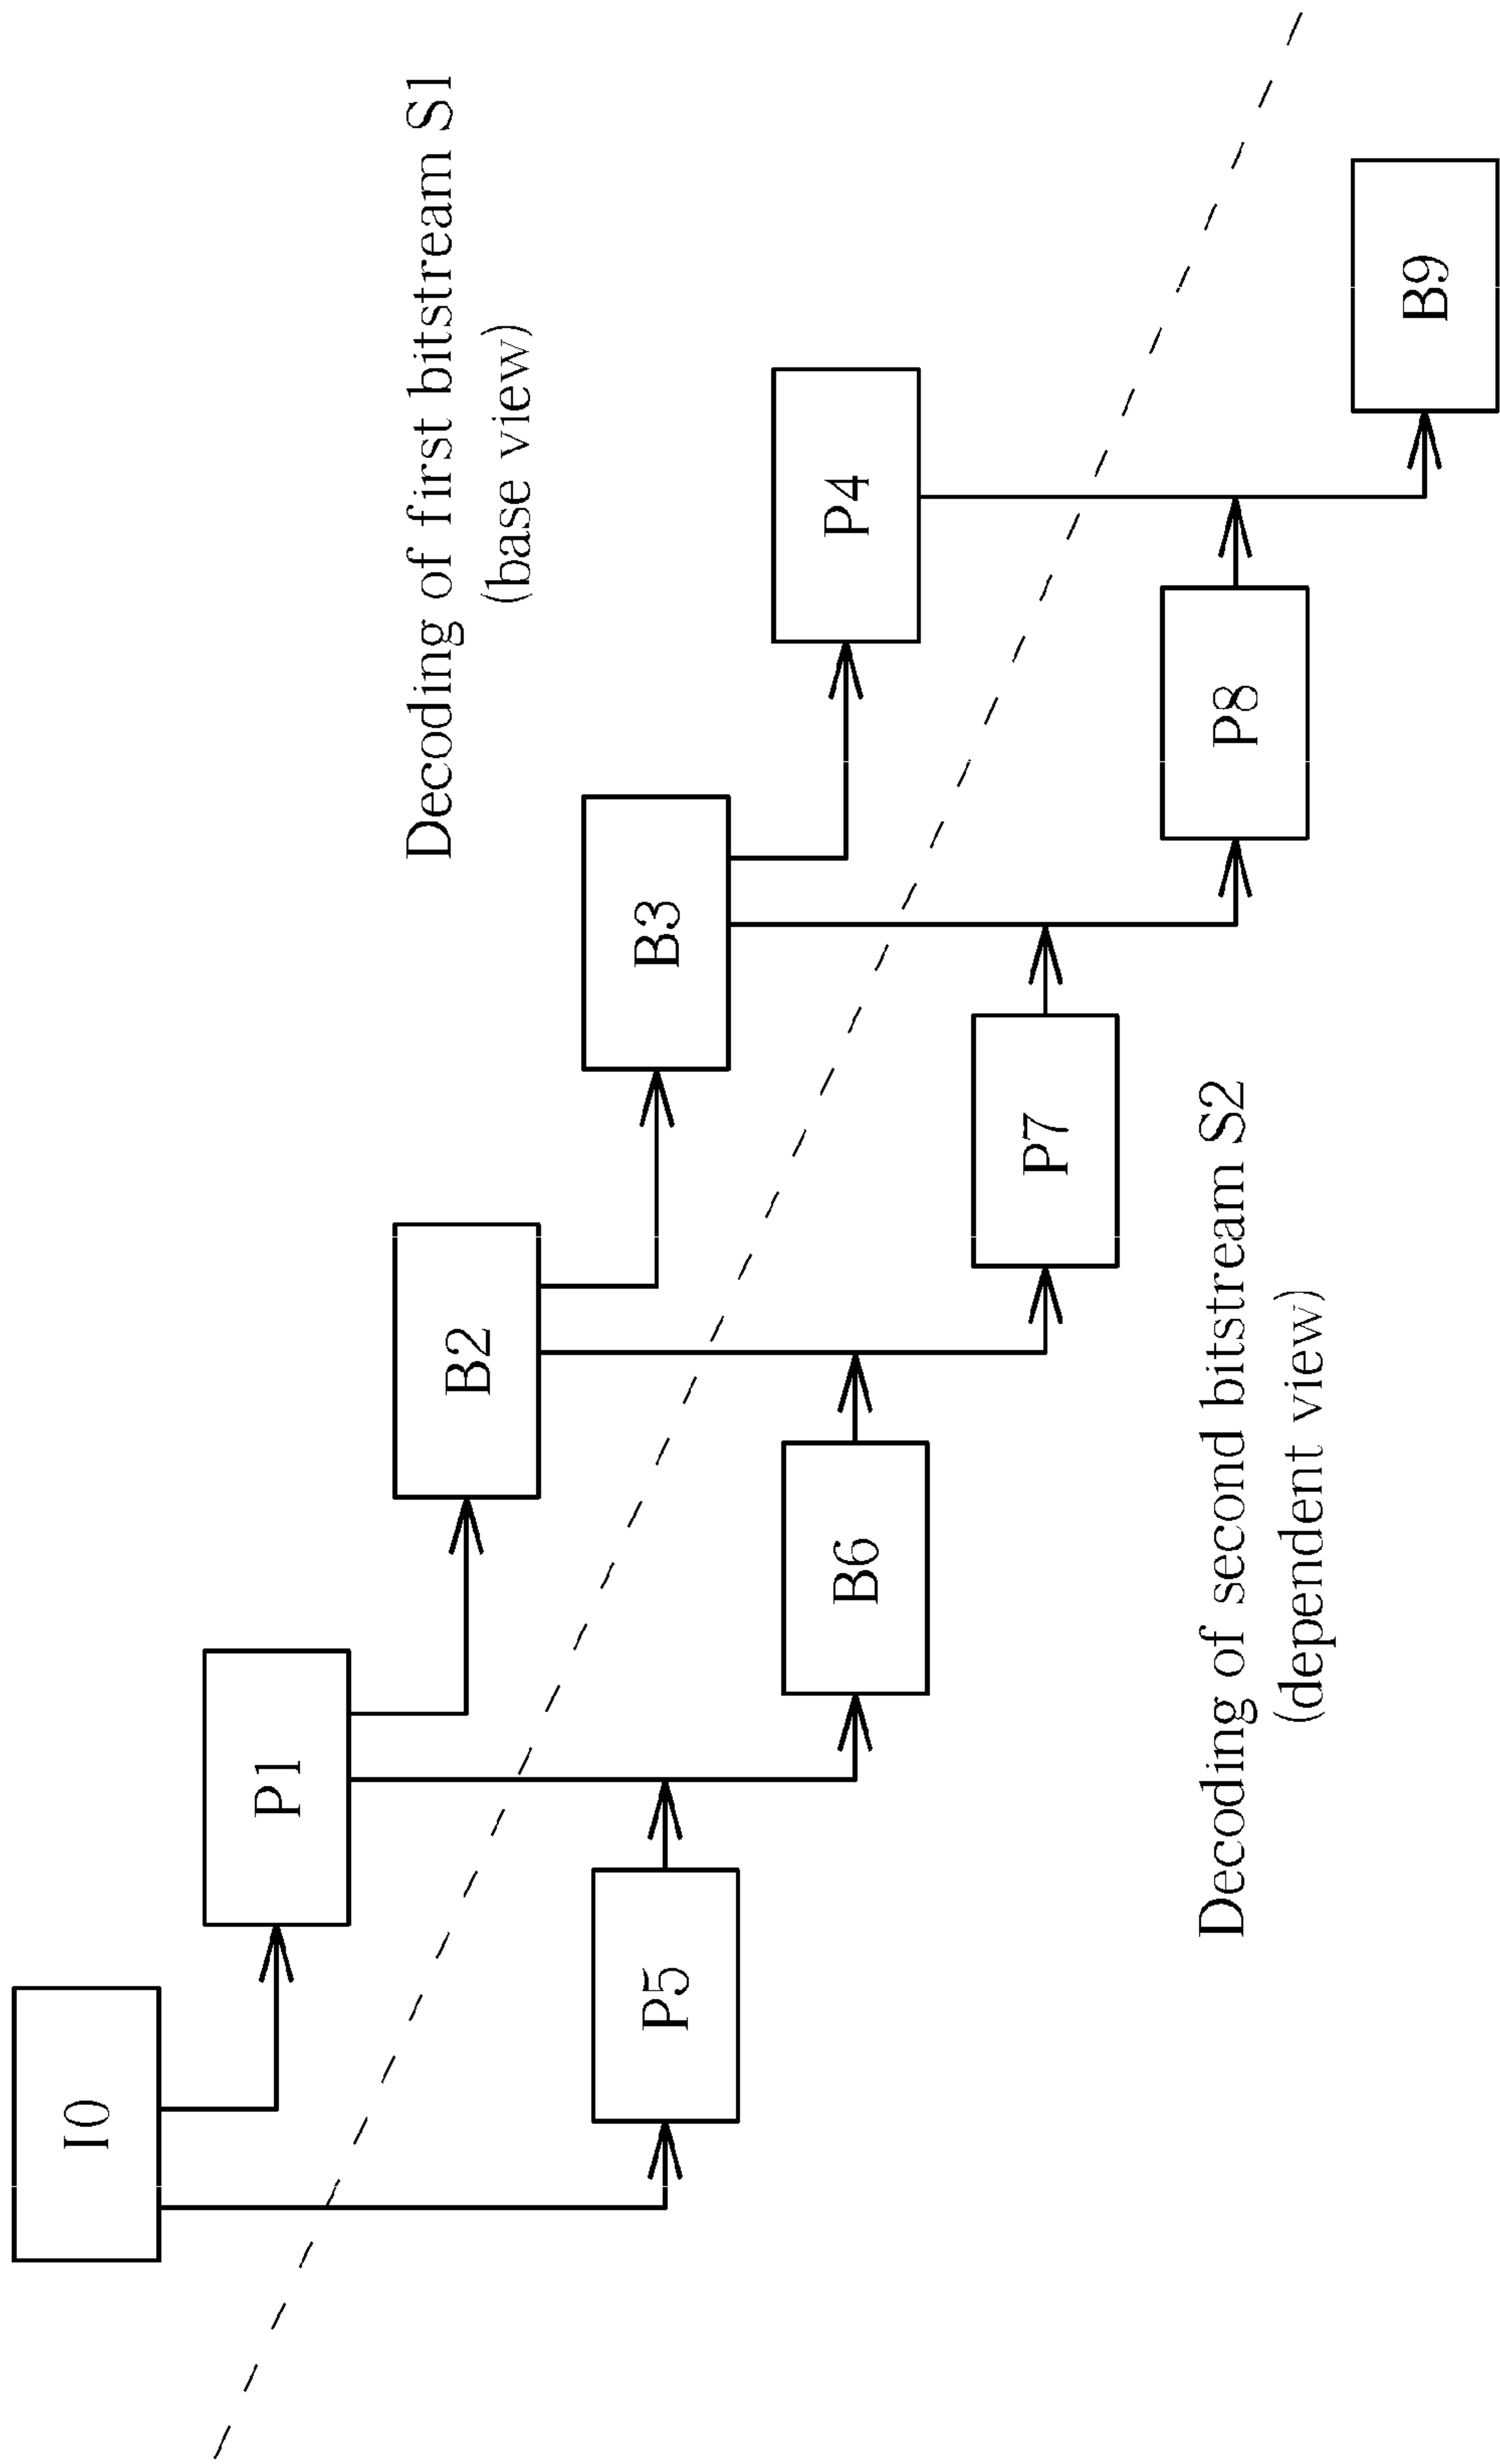 I0
P1
B2
B3
P4
P5
B6
P7
P8
B9
Decoding of first bitstream S1
(base view)
Decoding of second bitstream S2
(dependent view)